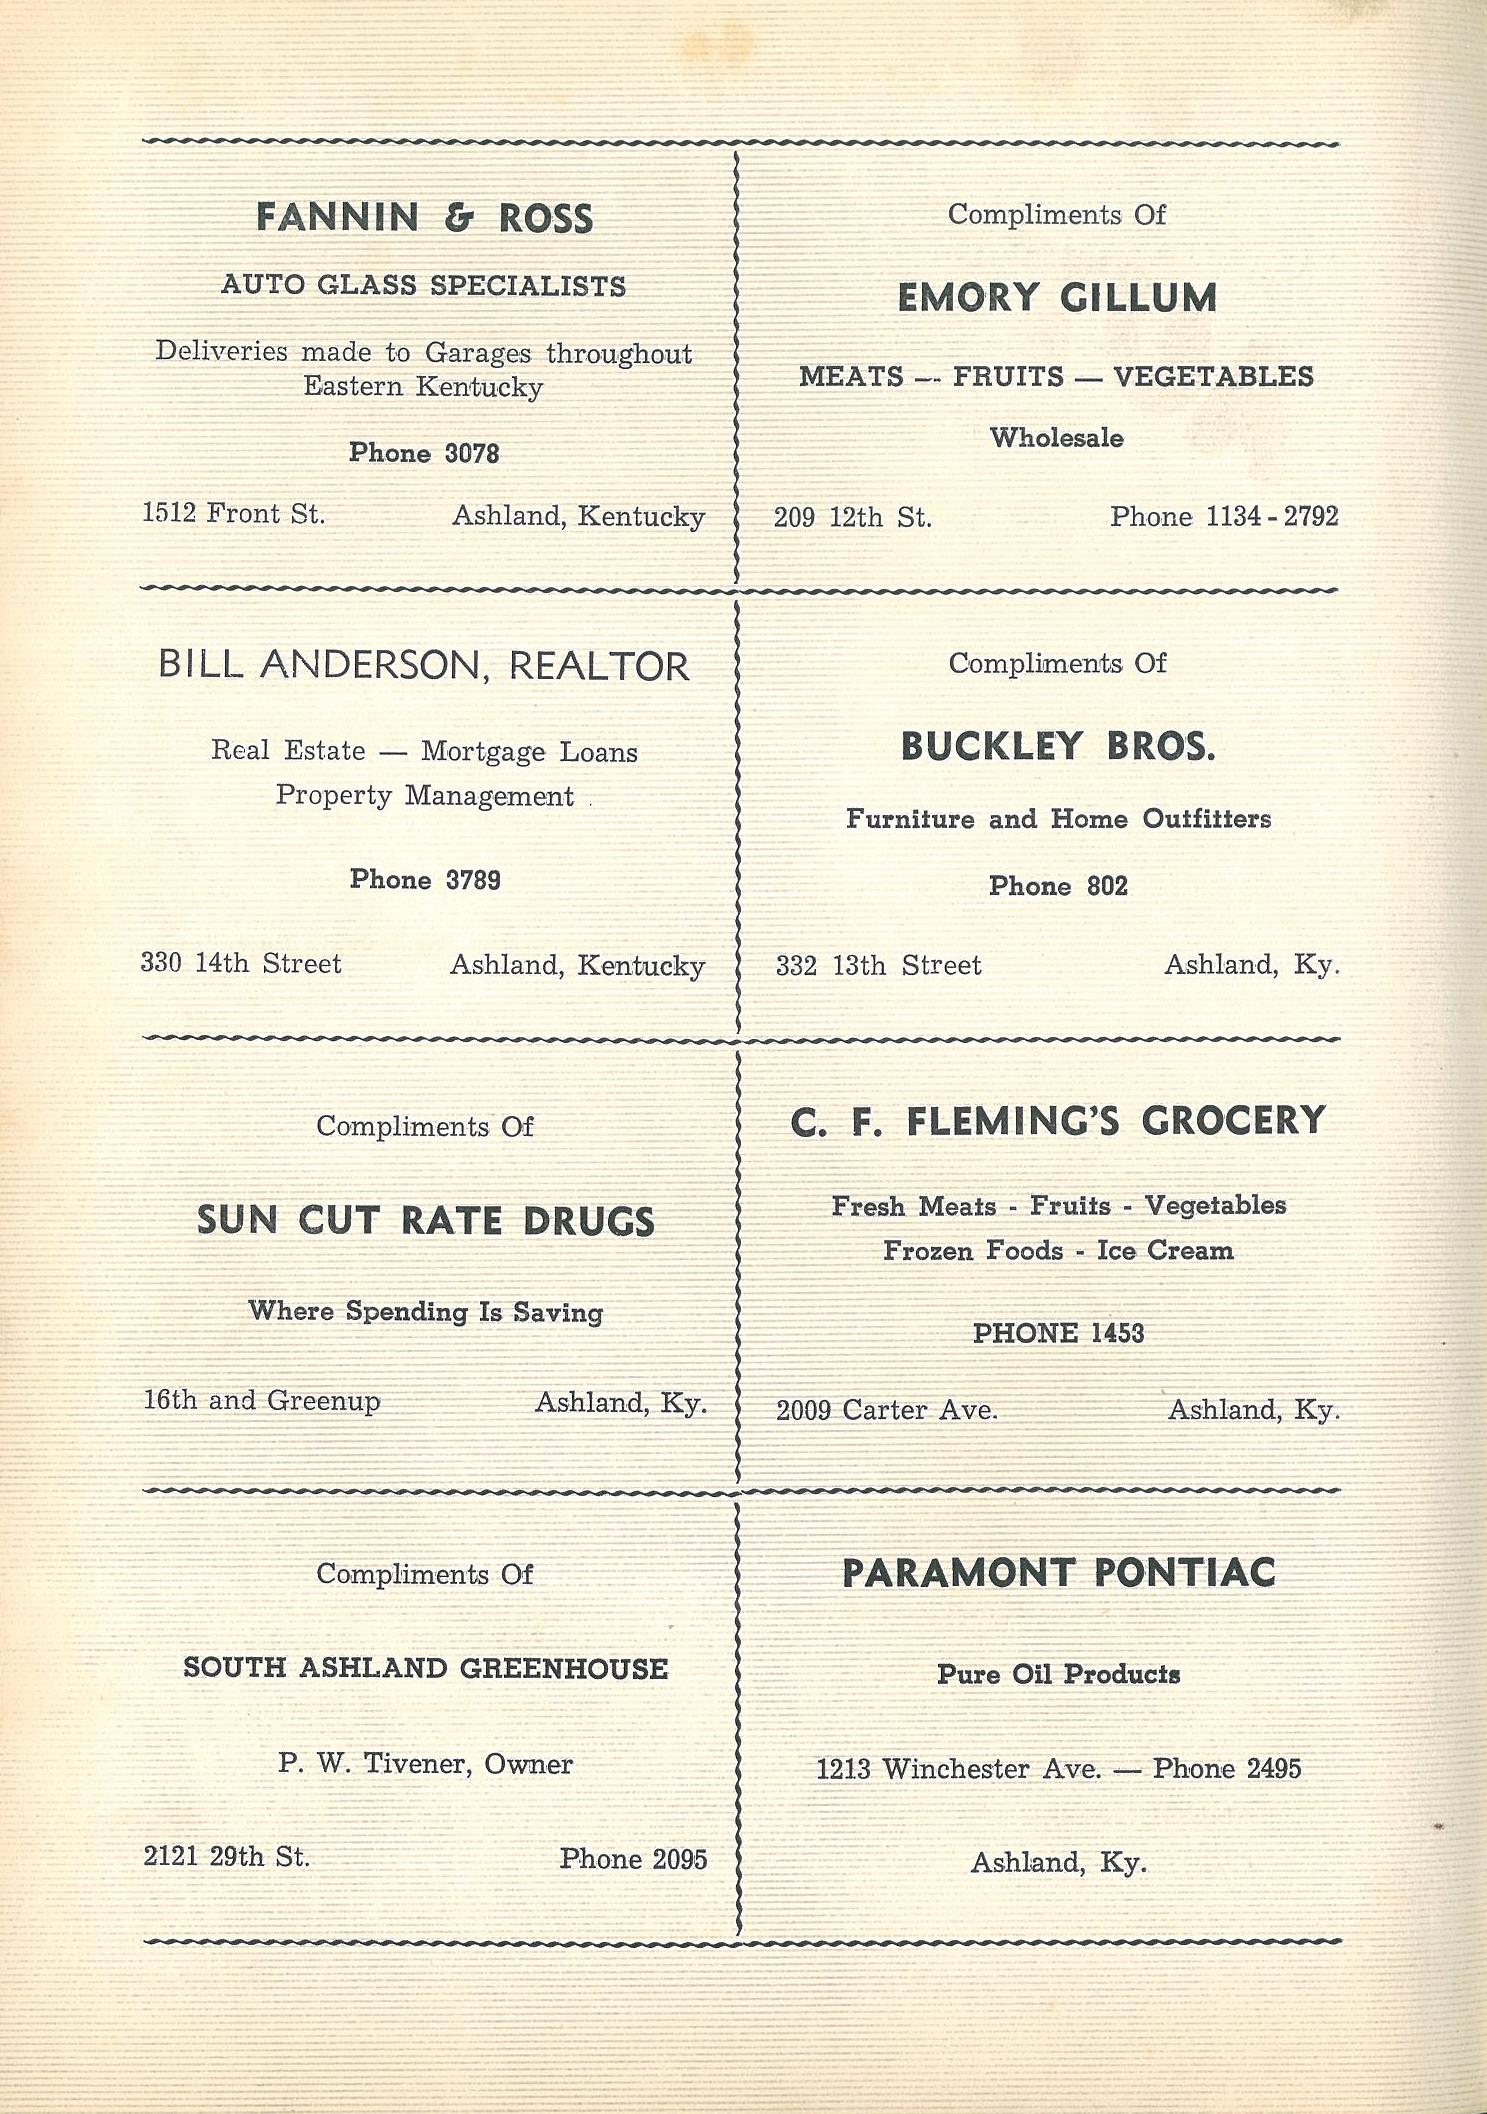 FANNIN & ROSS
AUTO GLASS SPECIALISTS
Deliveries made to Garages throughout
Eastern Kentucky
Phone 3078
1512 Front St. Ashland, Kentucky
Compliments Of
EMORY GILLUM
MEATS — FRUITS — VEGETABLES
Wholesale
209 12th St. Phone 1134-2792
BILL ANDERSON, REALTOR
Real Estate — Mortgage Loans
Property Management
Phone 3789
330 14th Street Ashland, Kentucky
Compliments Of
BUCKLEY BROS.
Furniture and Home Outfitters
Phone 802
332 13th Street Ashland, Ky.
Compliments Of
SUN CUT RATE DRUGS
Where Spending Is Saving
16th and Greenup Ashland, Ky.
C. F. FLEMING'S GROCERY
Fresh Meats - Fruits - Vegetables
Frozen Foods - Ice Cream
PHONE 1453
2009 Carter Ave. Ashland, Ky.
Compliments Of
SOUTH ASHLAND GREENHOUSE
P. W. Tivener, Owner
2121 29th St. Phone 2095
PARAMONT PONTIAC
Pure Oil Products
1213 Winchester Ave. — Phone 2495
Ashland, Ky.